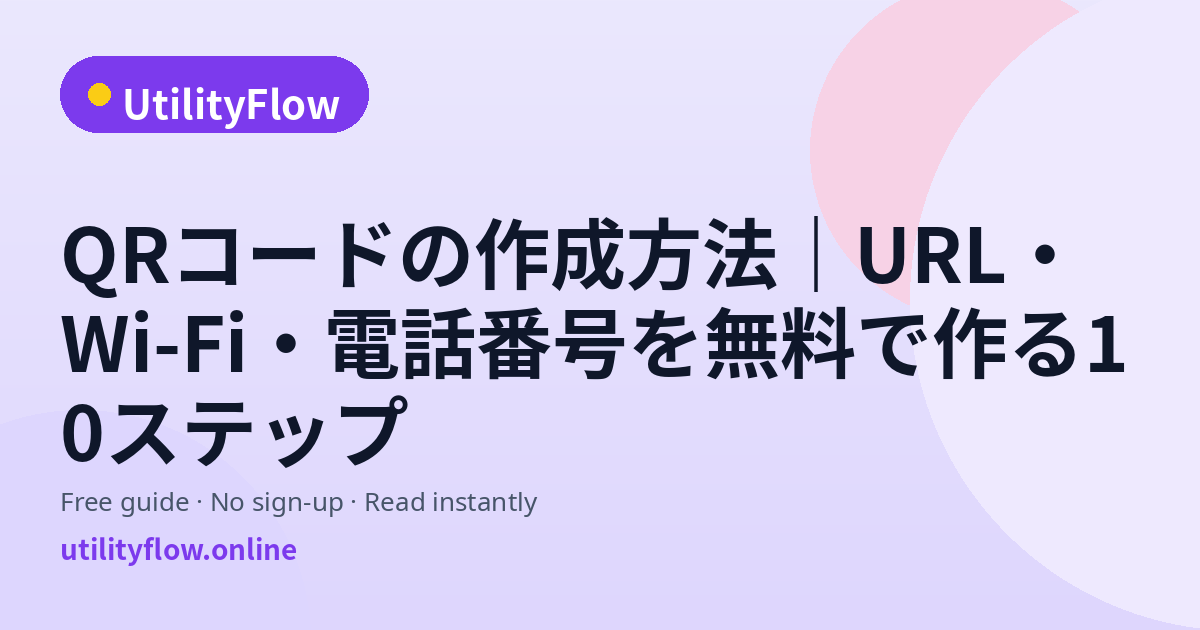 UtilityFlow
QRコードの作成方法｜URL・
Wi-Fi・電話番号を無料で作る1
0ステップ
Free guide · No sign-up · Read instantly
utilityflow.online